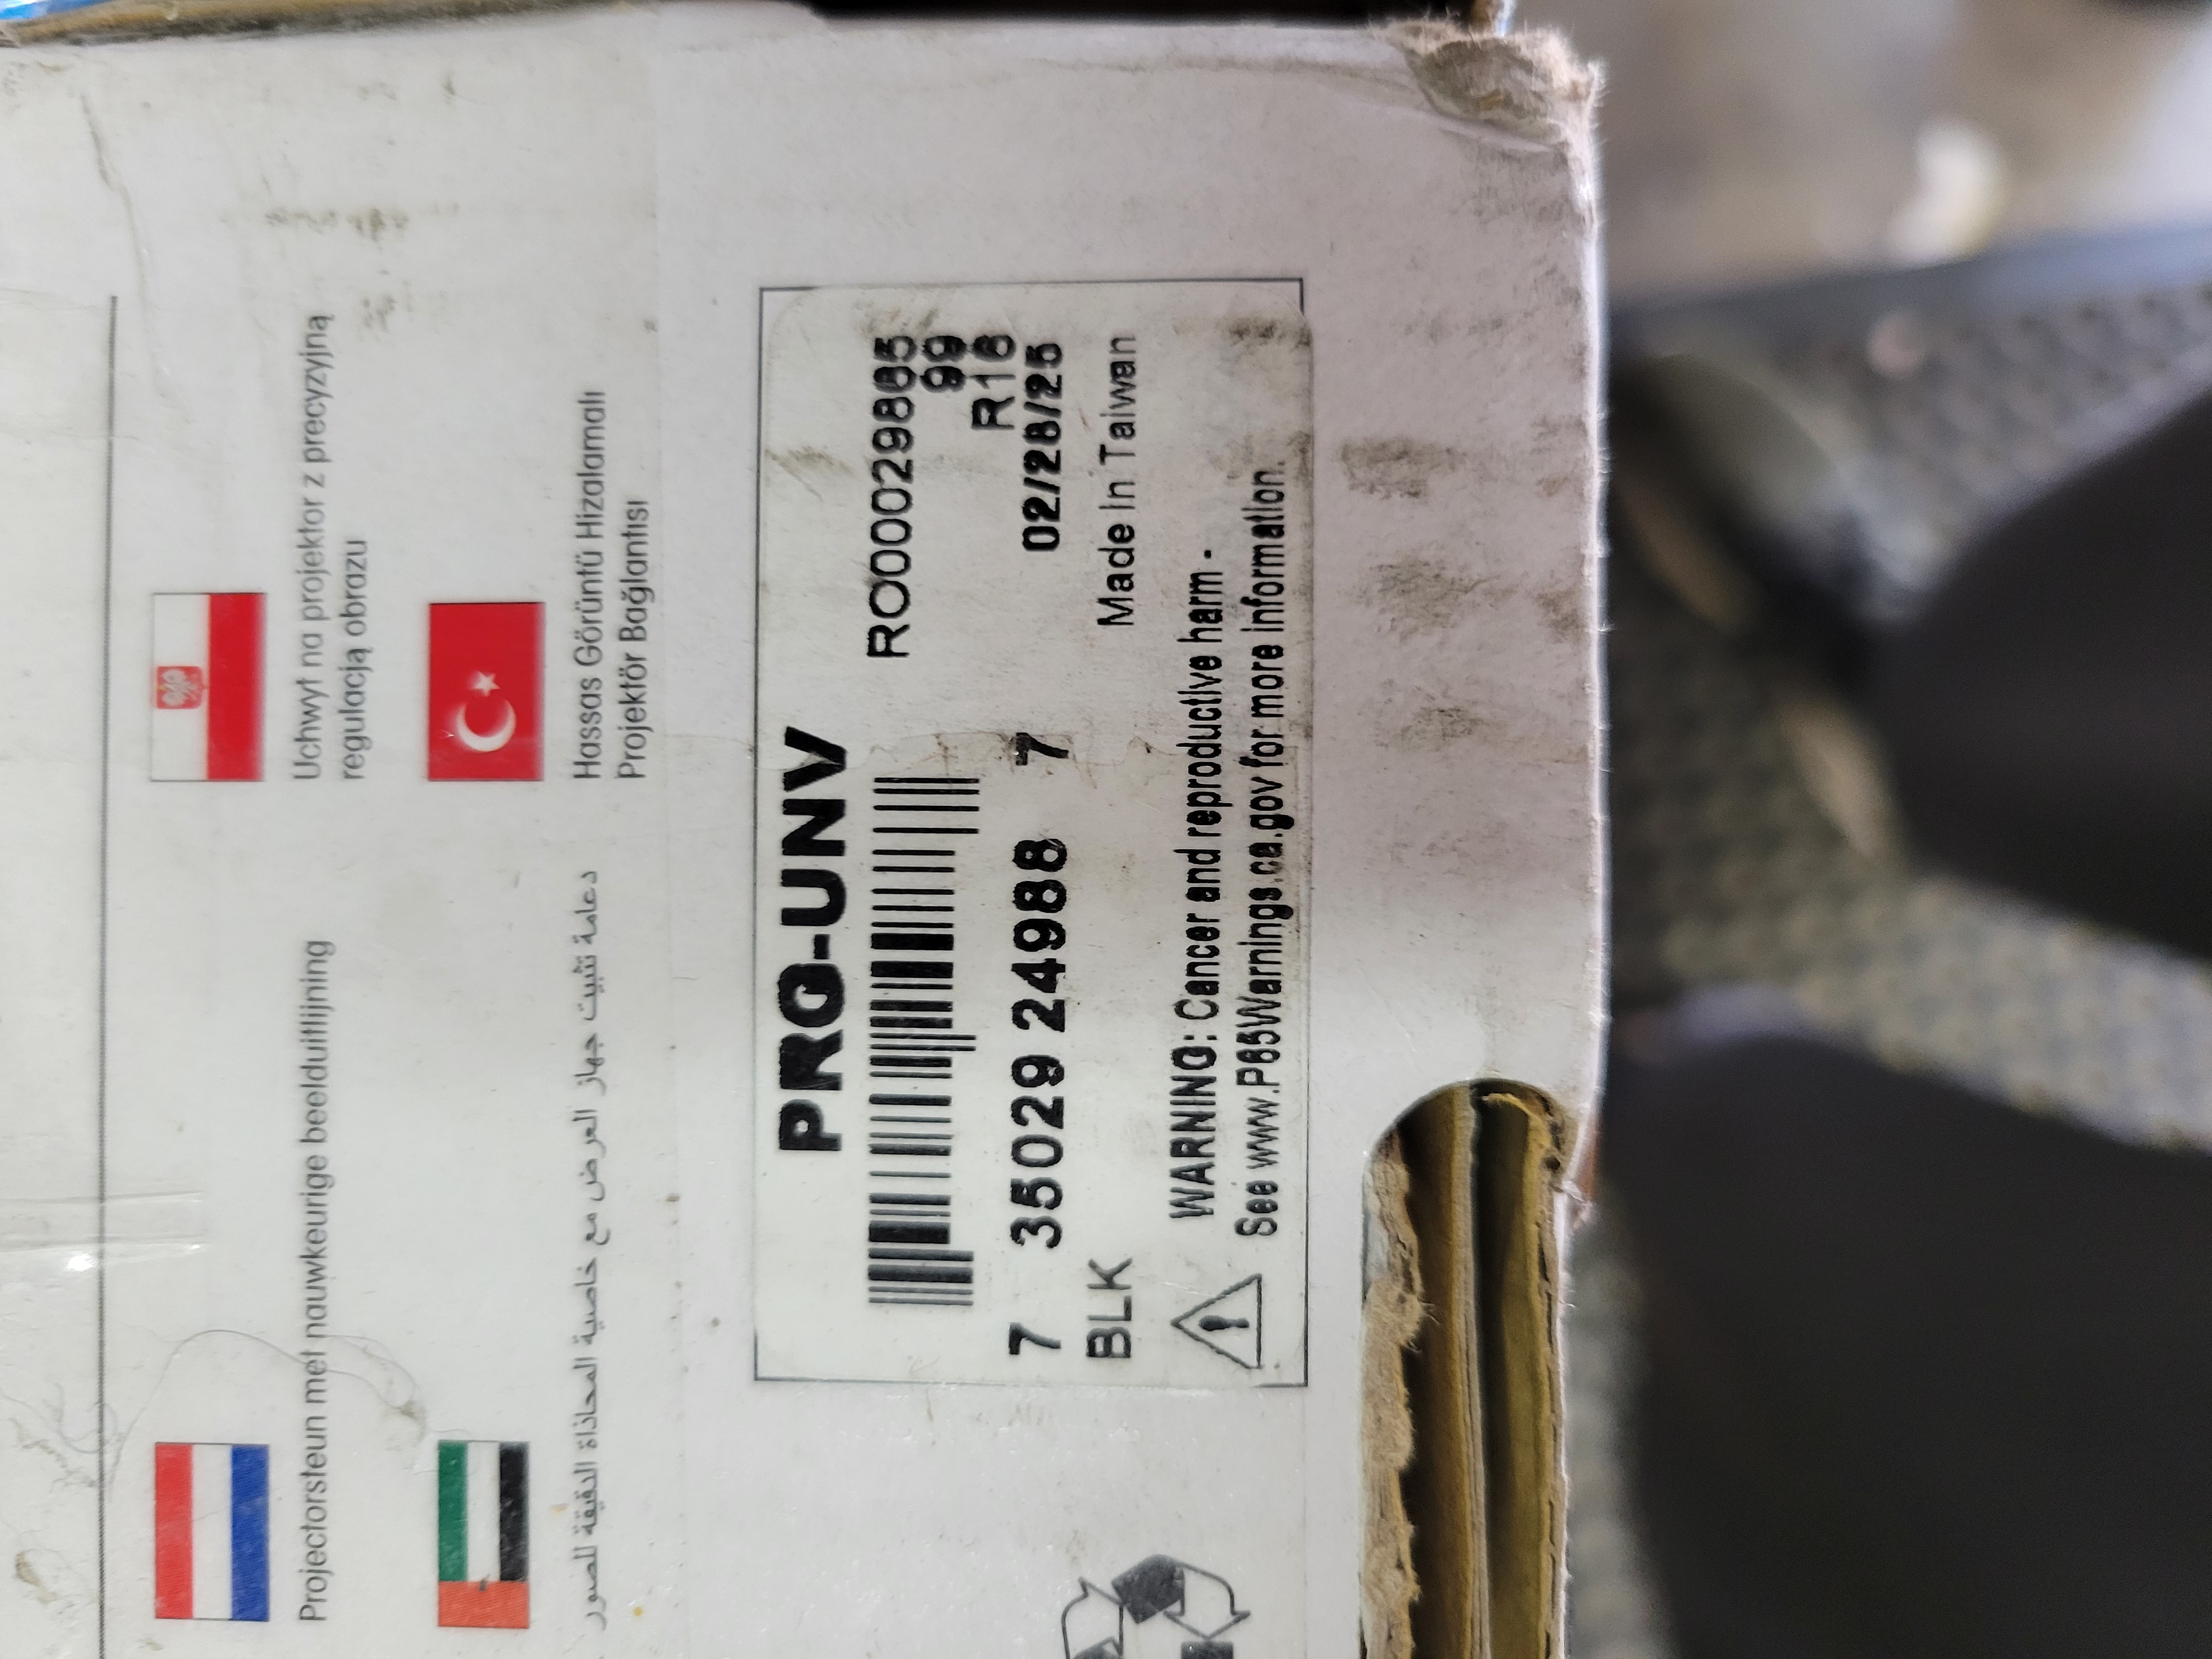 Projectorsteun met nauwkeurige beelduitlijning
Uchwyt na projektor z precyzyjną
regulacją obrazu
دعامة تثبيت جهاز العرض مع خاصية المحاذاة الدقيقة للصور
Hassas Görüntü Hizalamalı
Projektör Bağlantısı
PRO-UNV
RO00029885
99
R16
7 35029 24988 7
02/28/25
BLK
Made In Taiwan
WARNING: Cancer and reproductive harm -
See www.P65Warnings.ca.gov for more information.